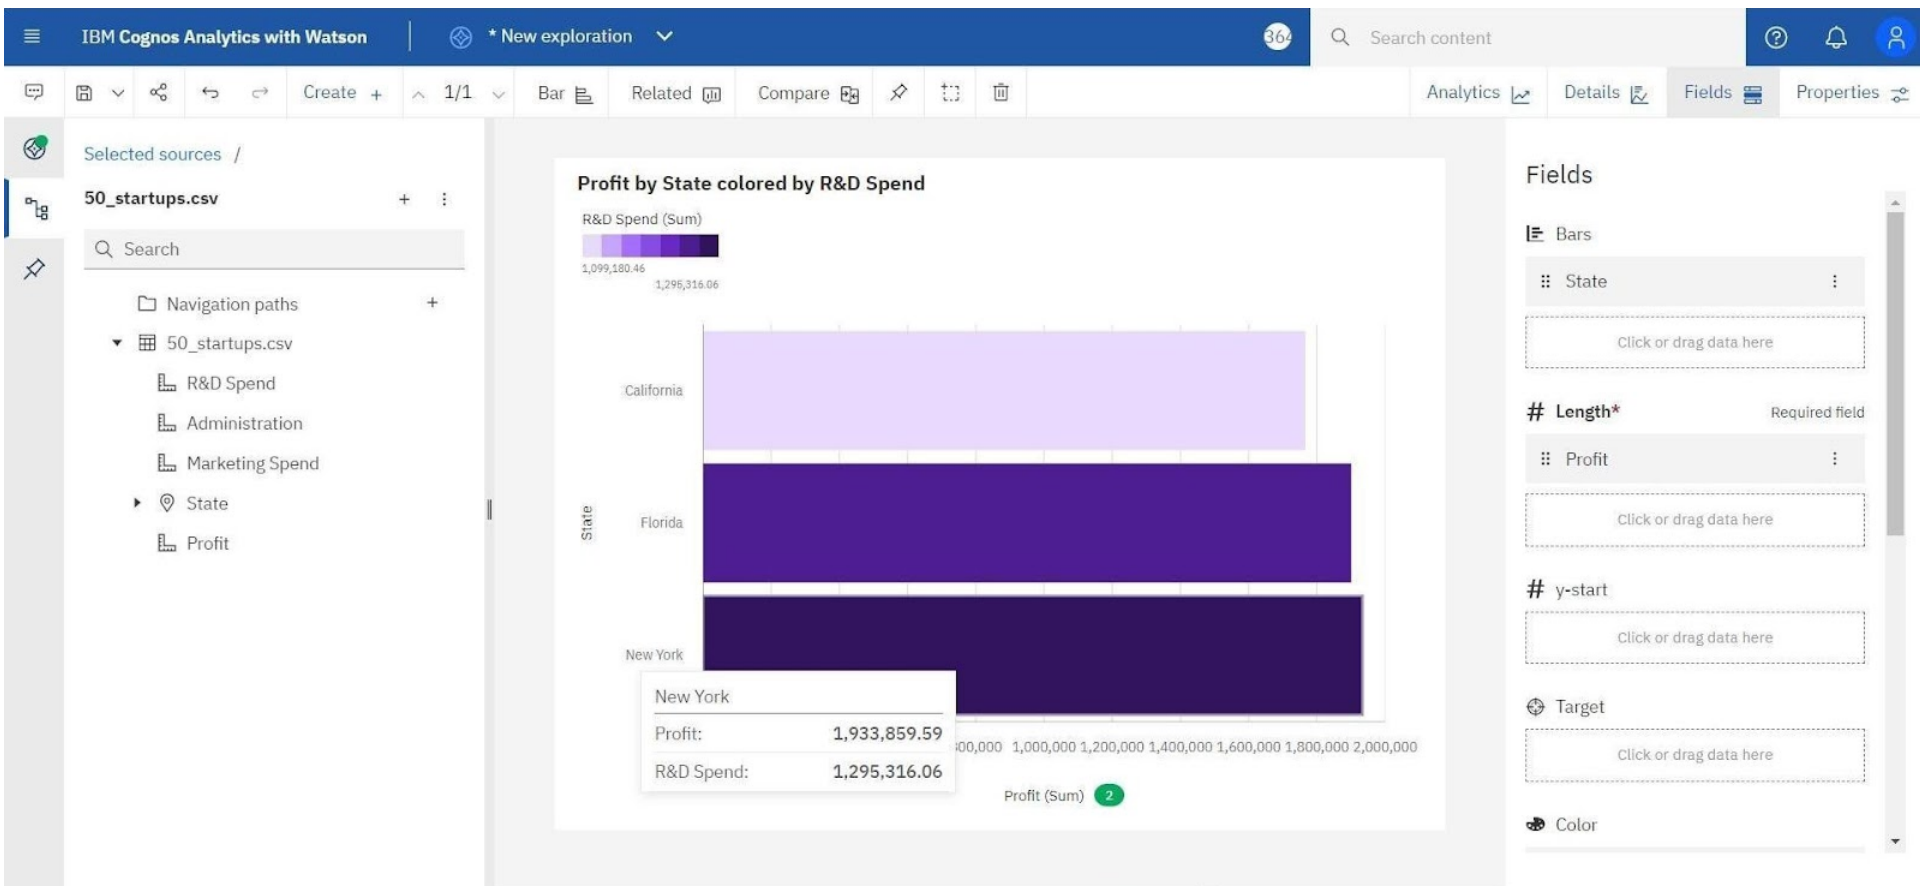 IBM Cognos Analytics with Watson
* New exploration
364
Search content
Create +
1/1
Bar
Related
Compare
Analytics
Details
Fields
Properties
Selected sources /
50_startups.csv
Search
Navigation paths
50_startups.csv
R&D Spend
Administration
Marketing Spend
State
Profit
Profit by State colored by R&D Spend
R&D Spend (Sum)
1,099,180.46
1,295,316.06
California
Florida
New York
State
New York
Profit: 1,933,859.59
R&D Spend: 1,295,316.06
1,000,000 1,200,000 1,400,000 1,600,000 1,800,000 2,000,000
Profit (Sum) 2
Fields
Bars
State
Click or drag data here
Length* Required field
Profit
Click or drag data here
y-start
Click or drag data here
Target
Click or drag data here
Color